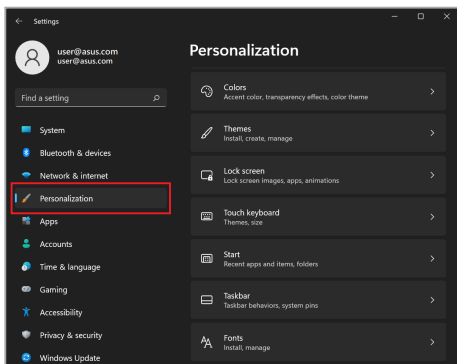 Settings
user@asus.com
user@asus.com
Find a setting
System
Bluetooth & devices
Network & internet
Personalization
Apps
Accounts
Time & language
Gaming
Accessibility
Privacy & security
Windows Update
Personalization
Colors
Accent color, transparency effects, color theme
Themes
Install, create, manage
Lock screen
Lock screen images, apps, animations
Touch keyboard
Themes, size
Start
Recent apps and items, folders
Taskbar
Taskbar behaviors, system pins
Fonts
Install, manage